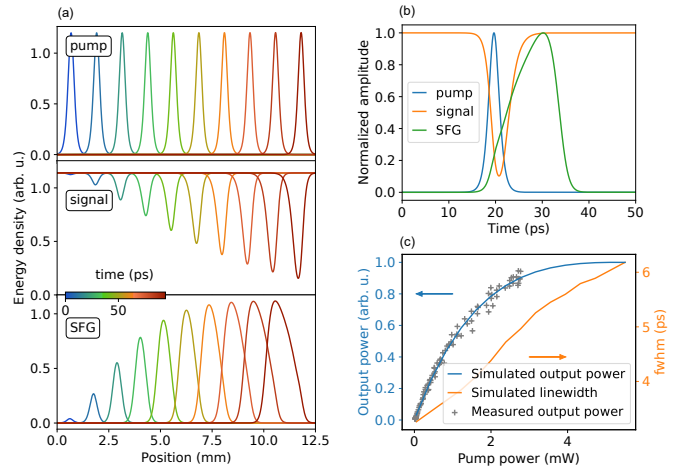 (a)
pump
1.0
0.5
0.0
signal
1.0
0.5
0.0
time (ps)
0
50
SFG
1.0
0.5
0.0
Energy density (arb. u.)
0.0
2.5
5.0
7.5
10.0
12.5
Position (mm)
(b)
1.0
0.8
0.6
0.4
0.2
0.0
Normalized amplitude
pump
signal
SFG
0
10
20
30
40
50
Time (ps)
(c)
1.0
0.8
0.6
0.4
0.2
0.0
Output power (arb. u.)
6
5
4
fwhm (ps)
Simulated output power
Simulated linewidth
Measured output power
0
2
4
Pump power (mW)